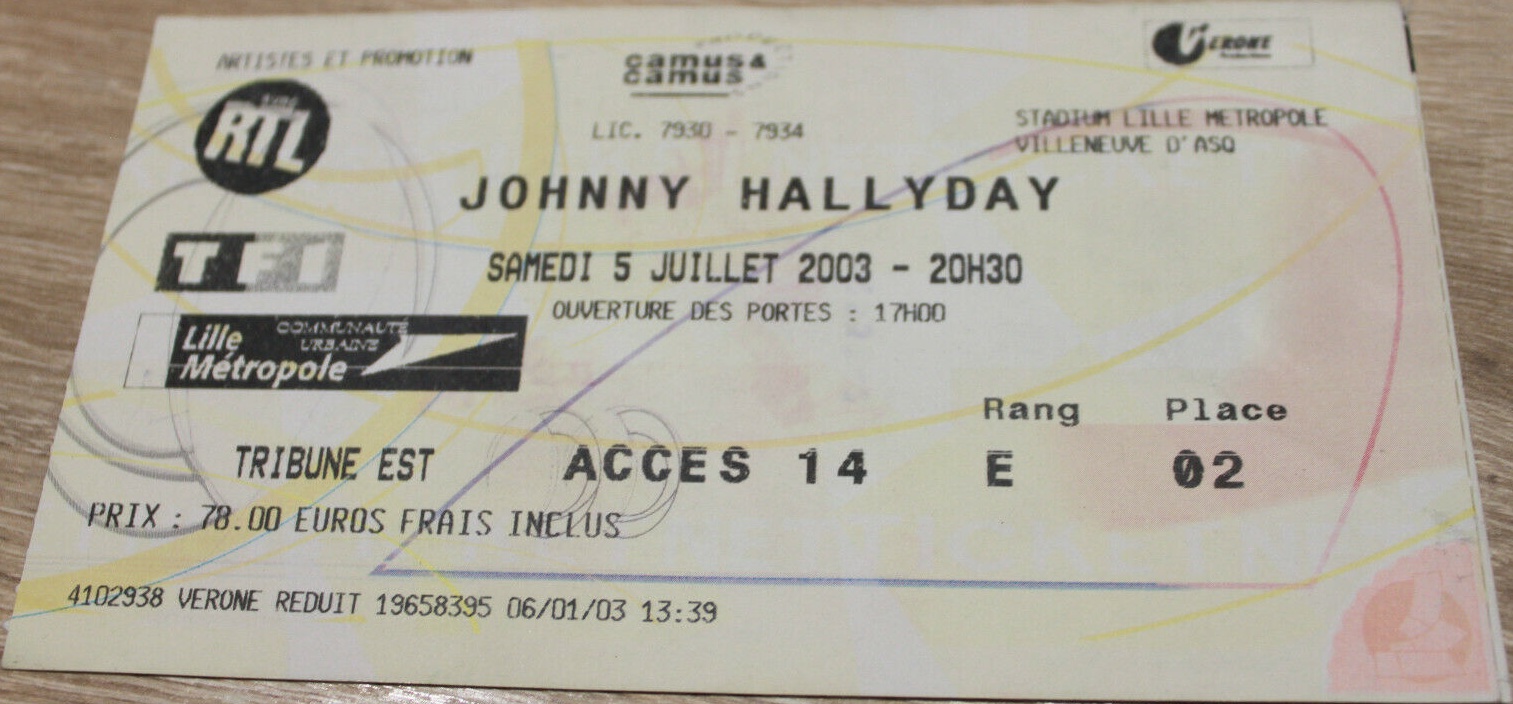 ARTISTES ET PROMOTION
camus &
camus
VERONE
Productions
RTL
LIC. 7930 - 7934
STADIUM LILLE METROPOLE
VILLENEUVE D'ASQ
JOHNNY HALLYDAY
TF1
SAMEDI 5 JUILLET 2003 - 20H30
OUVERTURE DES PORTES : 17H00
Lille
Métropole
COMMUNAUTÉ
URBAINE
Rang Place
TRIBUNE EST ACCES 14 E 02
PRIX : 78.00 EUROS FRAIS INCLUS
4102938 VERONE REDUIT 19658395 06/01/03 13:39